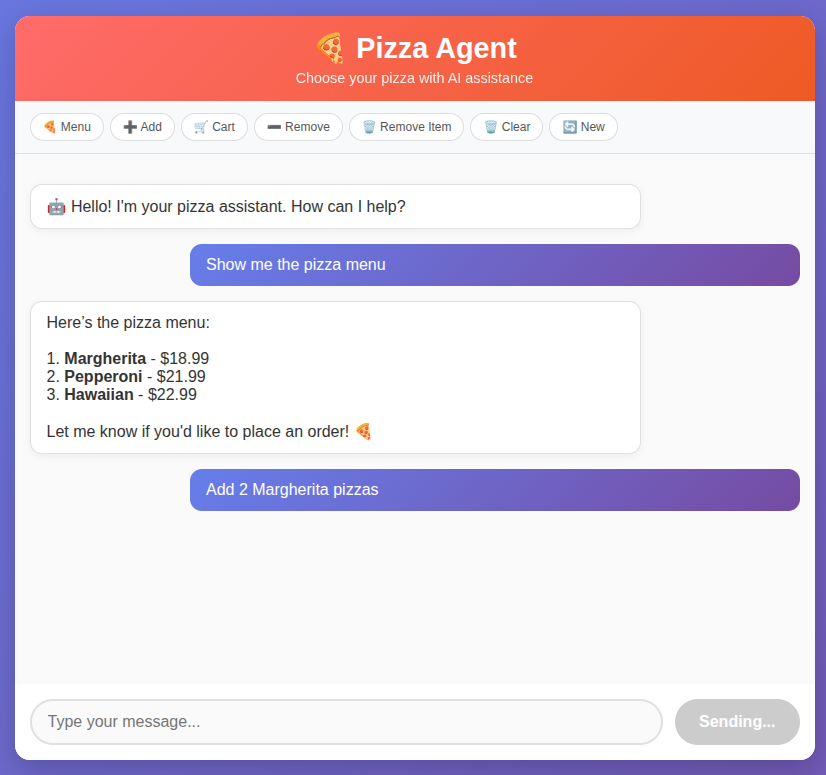 🍕 Pizza Agent
Choose your pizza with AI assistance
🍕 Menu ➕ Add 🛒 Cart ➖ Remove 🗑️ Remove Item 🗑️ Clear 🔄 New
🤖 Hello! I'm your pizza assistant. How can I help?
Show me the pizza menu
Here’s the pizza menu:
1. Margherita - $18.99
2. Pepperoni - $21.99
3. Hawaiian - $22.99
Let me know if you'd like to place an order! 🍕
Add 2 Margherita pizzas
Type your message... Sending...